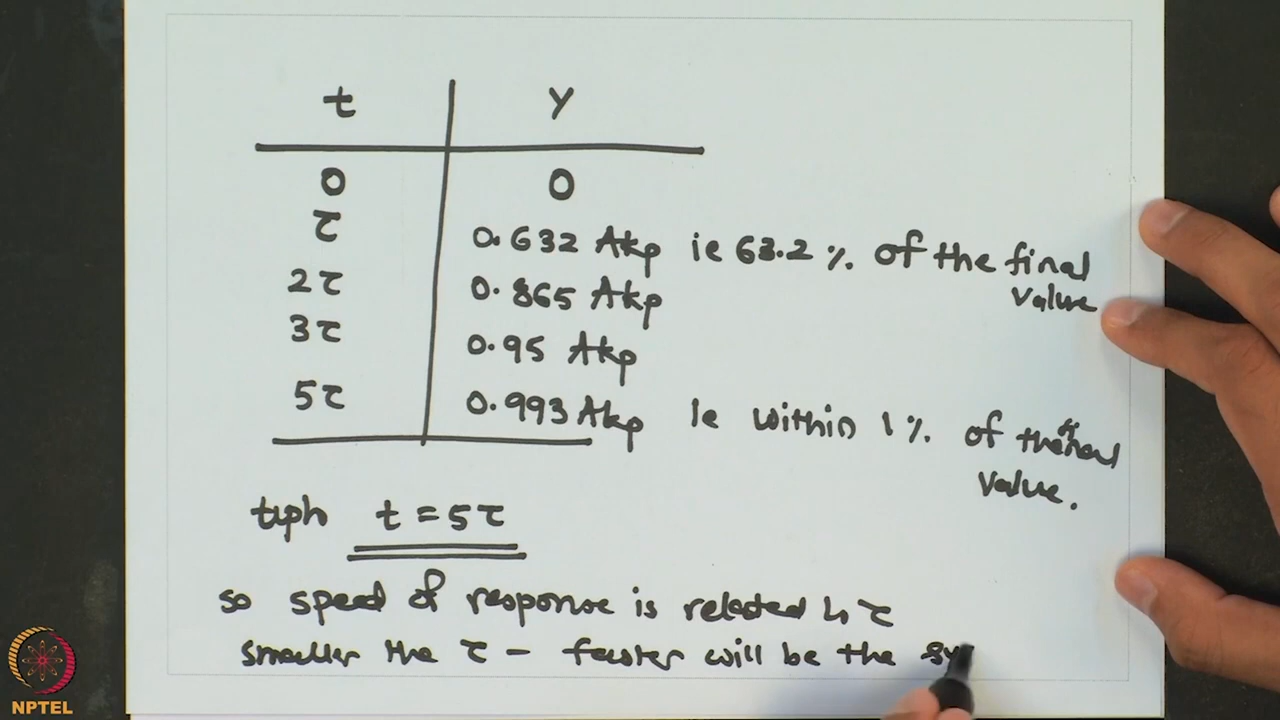 t y
0 0
τ 0.632 Akp ie 63.2 % of the final value
2τ 0.865 Akp
3τ 0.95 Akp
5τ 0.993 Akp ie within 1 % of the final value.
t = 5τ
so speed of response is related to τ
smaller the τ - faster will be the
NPTEL